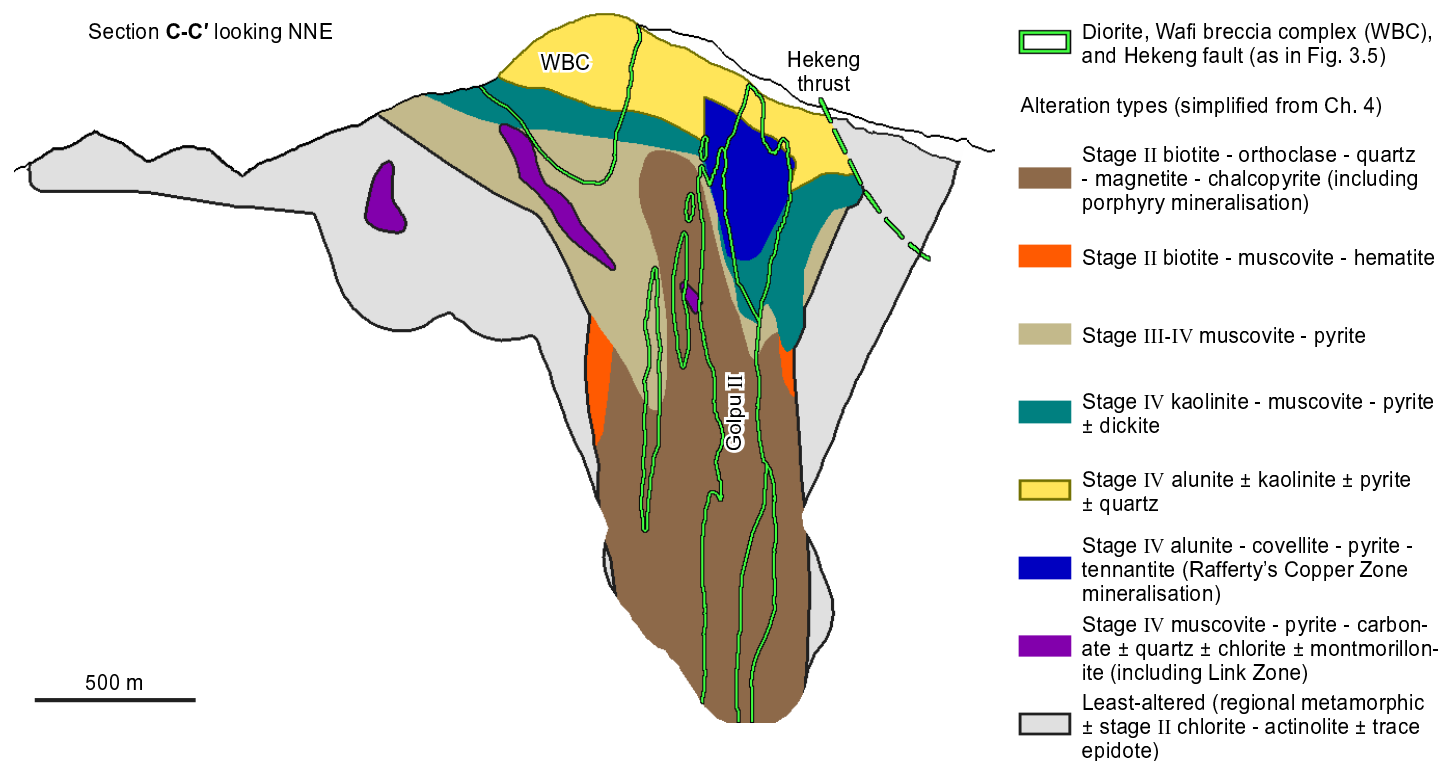 Section C-C′ looking NNE
WBC
Hekeng
thrust
Golpu II
500 m
Diorite, Wafi breccia complex (WBC),
and Hekeng fault (as in Fig. 3.5)
Alteration types (simplified from Ch. 4)
Stage II biotite - orthoclase - quartz
- magnetite - chalcopyrite (including
porphyry mineralisation)
Stage II biotite - muscovite - hematite
Stage III-IV muscovite - pyrite
Stage IV kaolinite - muscovite - pyrite
± dickite
Stage IV alunite ± kaolinite ± pyrite
± quartz
Stage IV alunite - covellite - pyrite -
tennantite (Rafferty’s Copper Zone
mineralisation)
Stage IV muscovite - pyrite - carbon-
ate ± quartz ± chlorite ± montmorillon-
ite (including Link Zone)
Least-altered (regional metamorphic
± stage II chlorite - actinolite ± trace
epidote)